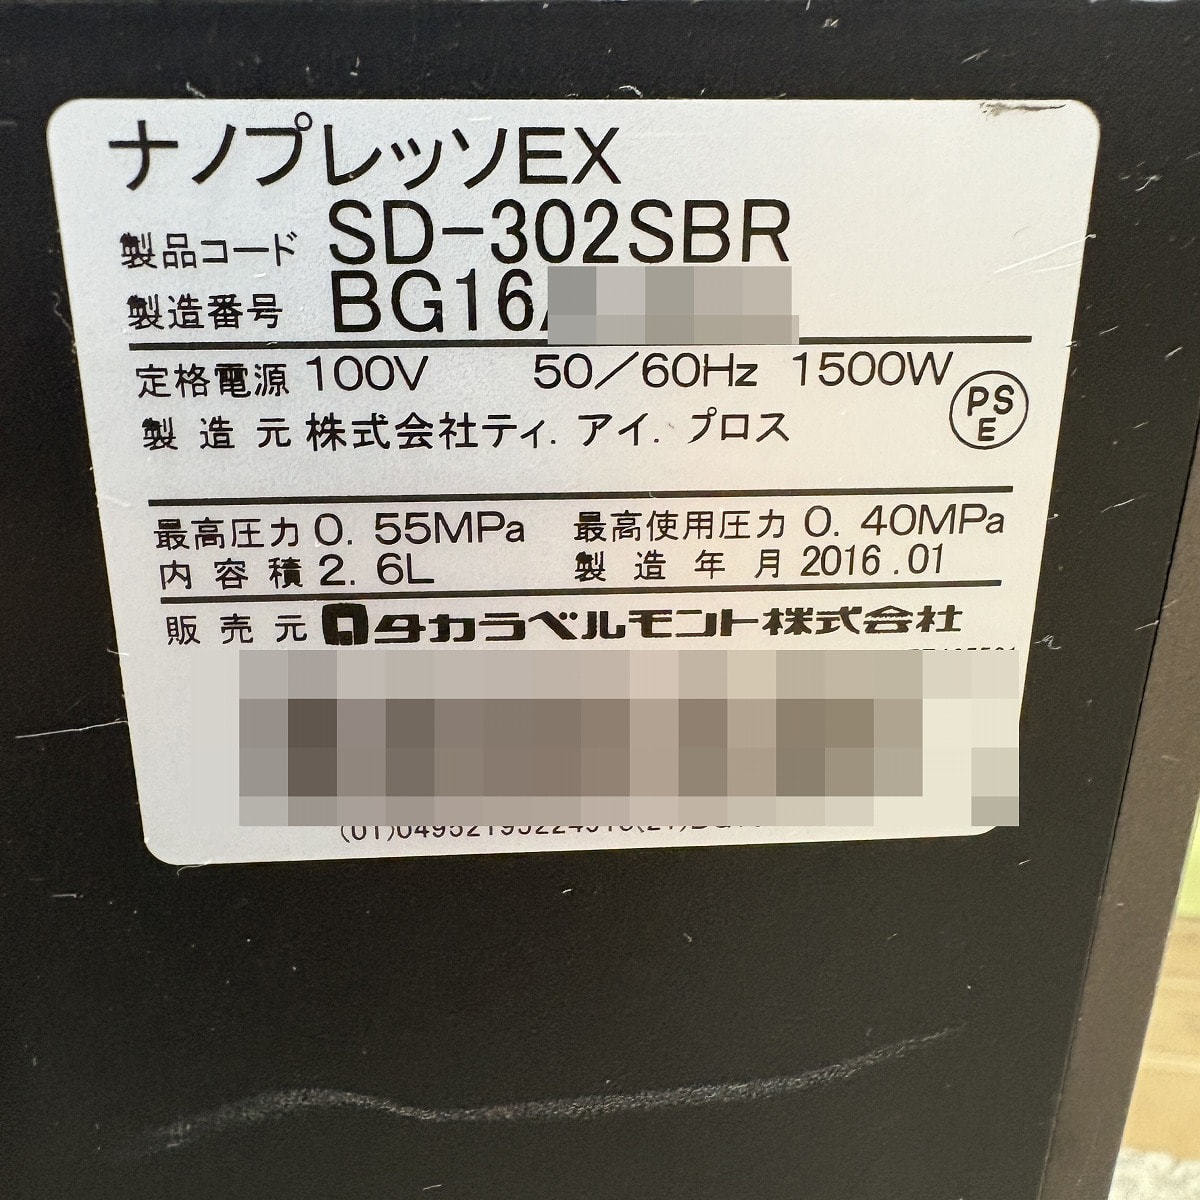 ナノプレッソEX
製品コード SD-302SBR
製造番号 BG16
定格電源 100V 50/60Hz 1500W
PSE
製造元 株式会社ティ.アイ.プロス
最高圧力 0.55MPa 最高使用圧力 0.40MPa
内容積 2.6L 製造年月 2016.01
販売元 タカラベルモント株式会社